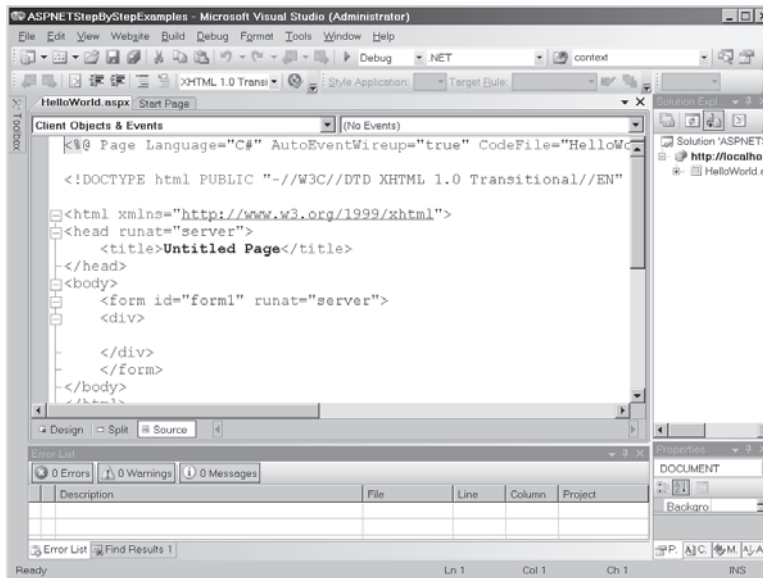 ASPNETStepByStepExamples - Microsoft Visual Studio (Administrator)
File Edit View Website Build Debug Format Tools Window Help
Debug .NET context
XHTML 1.0 Transi Style Application: Target Rule:
Toolbox
HelloWorld.aspx Start Page
Client Objects & Events (No Events)
<%@ Page Language="C#" AutoEventWireup="true" CodeFile="HelloWo
<!DOCTYPE html PUBLIC "-//W3C//DTD XHTML 1.0 Transitional//EN"
<html xmlns="http://www.w3.org/1999/xhtml">
<head runat="server">
<title>Untitled Page</title>
</head>
<body>
<form id="form1" runat="server">
<div>
</div>
</form>
</body>
</html>
Design Split Source
Solution Expl...
Solution 'ASPNETS
http://localho
HelloWorld.a
Error List
0 Errors 0 Warnings 0 Messages
Description File Line Column Project
Error List Find Results 1
Properties
DOCUMENT
Backgro
P. C. M. A
Ready Ln 1 Col 1 Ch 1 INS